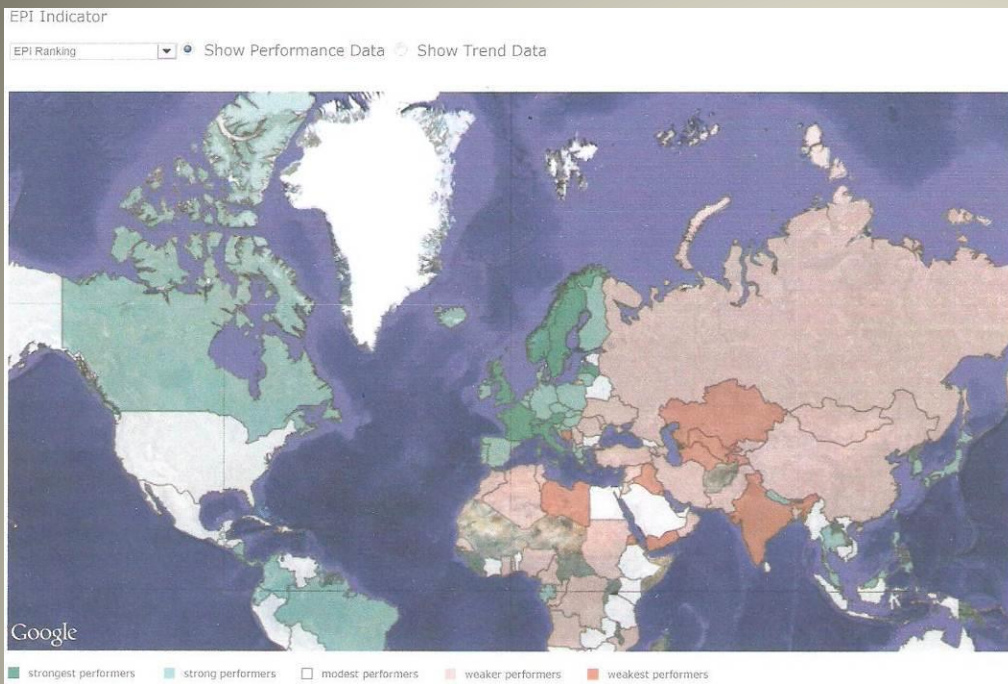 EPI Indicator
EPI Ranking Show Performance Data Show Trend Data
Google
strongest performers strong performers modest performers weaker performers weakest performers